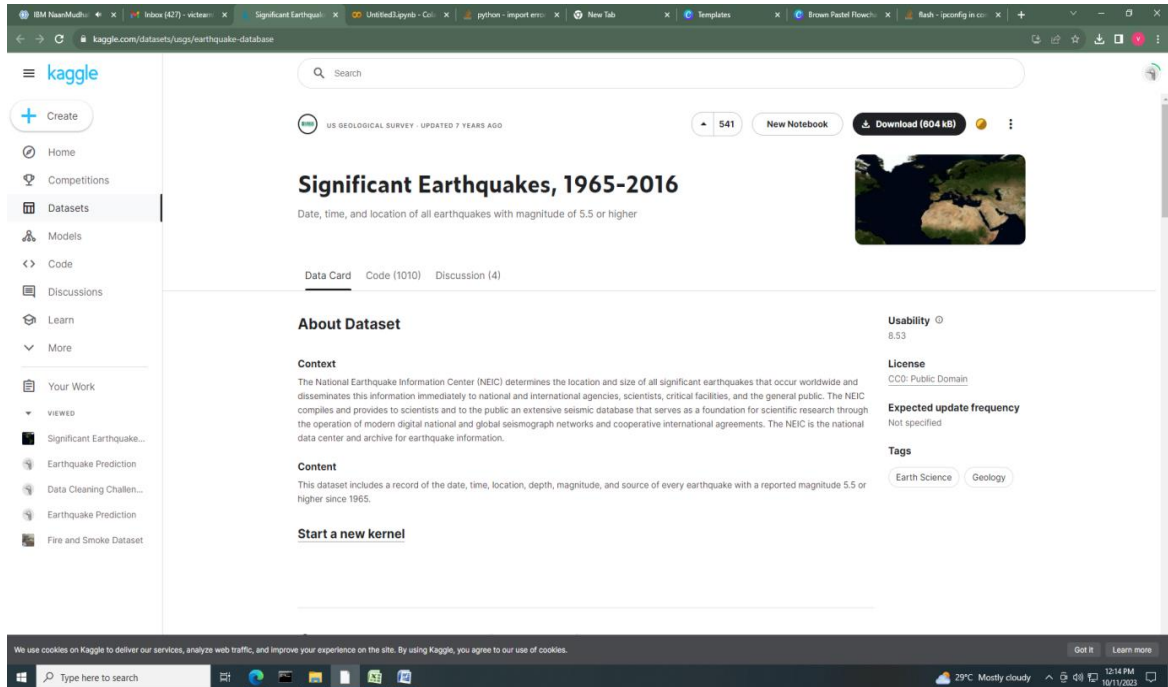 IBM NaanMudhu
Inbox (427) - victear
Significant Earthquak
Untitled3.ipynb - Col
python - import erro
New Tab
Templates
Brown Pastel Flowch
flash - ipconfig in co
kaggle.com/datasets/usgs/earthquake-database
kaggle
Search
Create
Home
Competitions
Datasets
Models
Code
Discussions
Learn
More
Your Work
VIEWED
Significant Earthquake...
Earthquake Prediction
Data Cleaning Challen...
Earthquake Prediction
Fire and Smoke Dataset
US GEOLOGICAL SURVEY · UPDATED 7 YEARS AGO
541
New Notebook
Download (604 kB)
Significant Earthquakes, 1965-2016
Date, time, and location of all earthquakes with magnitude of 5.5 or higher
Data Card Code (1010) Discussion (4)
About Dataset
Context
The National Earthquake Information Center (NEIC) determines the location and size of all significant earthquakes that occur worldwide and
disseminates this information immediately to national and international agencies, scientists, critical facilities, and the general public. The NEIC
compiles and provides to scientists and to the public an extensive seismic database that serves as a foundation for scientific research through
the operation of modern digital national and global seismograph networks and cooperative international agreements. The NEIC is the national
data center and archive for earthquake information.
Content
This dataset includes a record of the date, time, location, depth, magnitude, and source of every earthquake with a reported magnitude 5.5 or
higher since 1965.
Start a new kernel
Usability
8.53
License
CC0: Public Domain
Expected update frequency
Not specified
Tags
Earth Science Geology
We use cookies on Kaggle to deliver our services, analyze web traffic, and improve your experience on the site. By using Kaggle, you agree to our use of cookies.
Got it Learn more
Type here to search
29°C Mostly cloudy
12:14 PM
10/11/2023